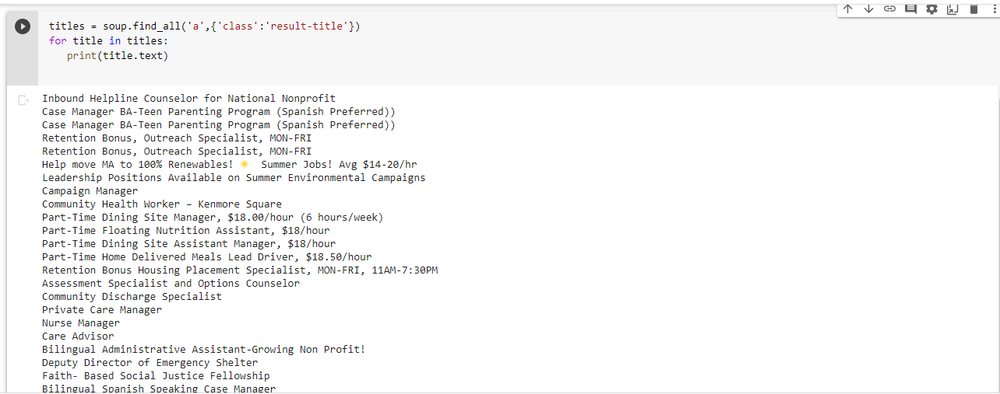 titles = soup.find_all('a',{'class':'result-title'})
for title in titles:
   print(title.text)
Inbound Helpline Counselor for National Nonprofit
Case Manager BA-Teen Parenting Program (Spanish Preferred))
Case Manager BA-Teen Parenting Program (Spanish Preferred))
Retention Bonus, Outreach Specialist, MON-FRI
Retention Bonus, Outreach Specialist, MON-FRI
Help move MA to 100% Renewables! ☀️  Summer Jobs! Avg $14-20/hr
Leadership Positions Available on Summer Environmental Campaigns
Campaign Manager
Community Health Worker – Kenmore Square
Part-Time Dining Site Manager, $18.00/hour (6 hours/week)
Part-Time Floating Nutrition Assistant, $18/hour
Part-Time Dining Site Assistant Manager, $18/hour
Part-Time Home Delivered Meals Lead Driver, $18.50/hour
Retention Bonus Housing Placement Specialist, MON-FRI, 11AM-7:30PM
Assessment Specialist and Options Counselor
Community Discharge Specialist
Private Care Manager
Nurse Manager
Care Advisor
Bilingual Administrative Assistant-Growing Non Profit!
Deputy Director of Emergency Shelter
Faith- Based Social Justice Fellowship
Bilingual Spanish Speaking Case Manager